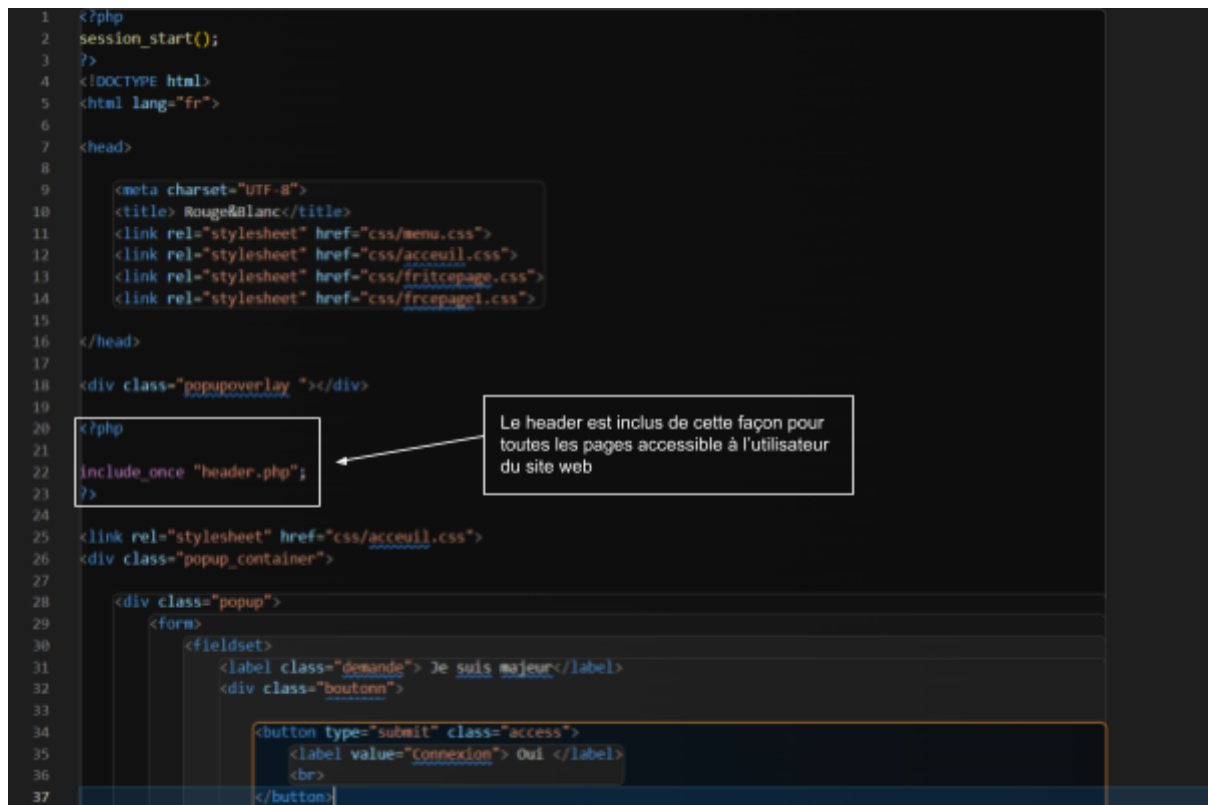 1 <?php
2 session_start();
3 ?>
4 <!DOCTYPE html>
5 <html lang="fr">
6
7 <head>
8
9 <meta charset="UTF-8">
10 <title> Rouge&Blanc</title>
11 <link rel="stylesheet" href="css/menu.css">
12 <link rel="stylesheet" href="css/acceuil.css">
13 <link rel="stylesheet" href="css/fritcepage.css">
14 <link rel="stylesheet" href="css/frcepage1.css">
15
16 </head>
17
18 <div class="popupoverlay "></div>
19
20 <?php
21
22 include_once "header.php";
23 ?>
Le header est inclus de cette façon pour
toutes les pages accessible à l'utilisateur
du site web
24
25 <link rel="stylesheet" href="css/acceuil.css">
26 <div class="popup_container">
27
28 <div class="popup">
29 <form>
30 <fieldset>
31 <label class="demande"> Je suis majeur</label>
32 <div class="boutonn">
33
34 <button type="submit" class="access">
35 <label value="Connexion"> Oui </label>
36 <br>
37 </button>